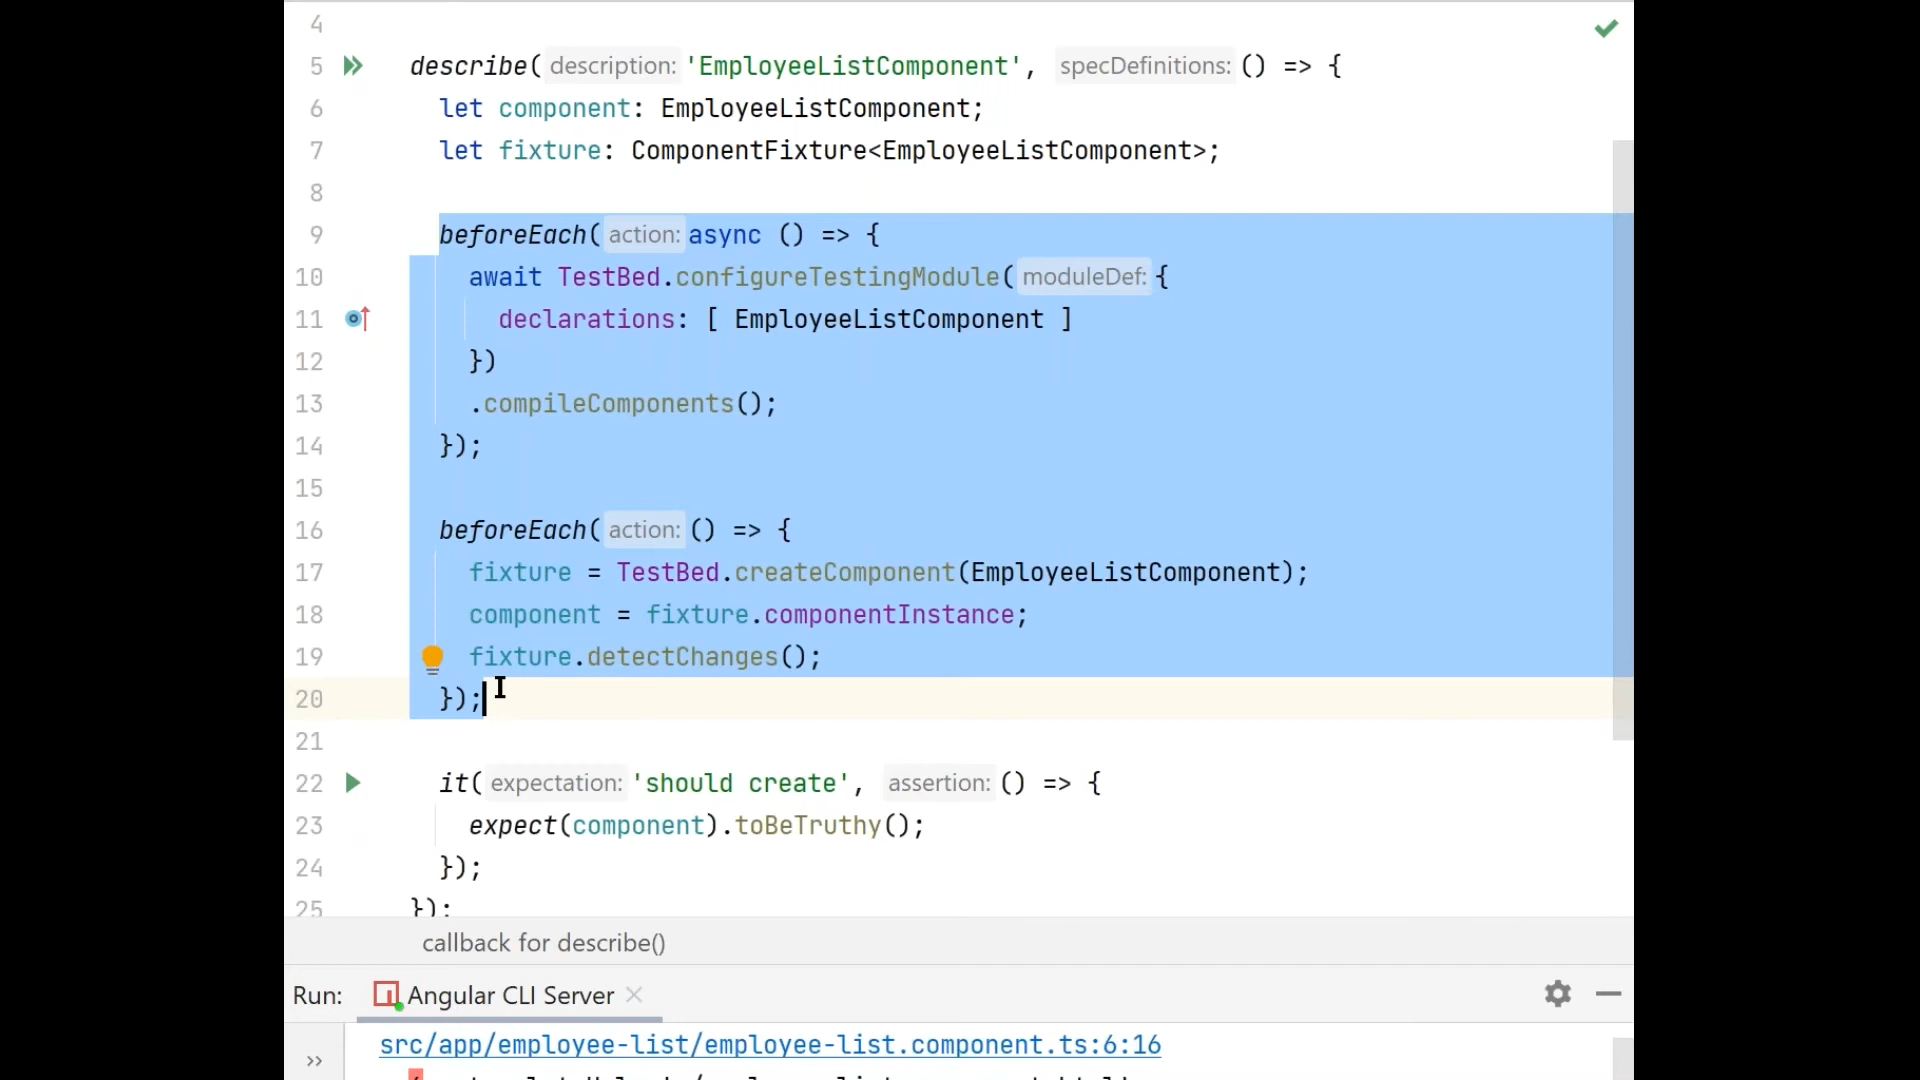 4
5 describe( description: 'EmployeeListComponent', specDefinitions: () => {
6 let component: EmployeeListComponent;
7 let fixture: ComponentFixture<EmployeeListComponent>;
8
9 beforeEach( action: async () => {
10 await TestBed.configureTestingModule( moduleDef: {
11 declarations: [ EmployeeListComponent ]
12 })
13 .compileComponents();
14 });
15
16 beforeEach( action: () => {
17 fixture = TestBed.createComponent(EmployeeListComponent);
18 component = fixture.componentInstance;
19 fixture.detectChanges();
20 });
21
22 it( expectation: 'should create', assertion: () => {
23 expect(component).toBeTruthy();
24 });
25 });
callback for describe()
Run: Angular CLI Server
src/app/employee-list/employee-list.component.ts:6:16